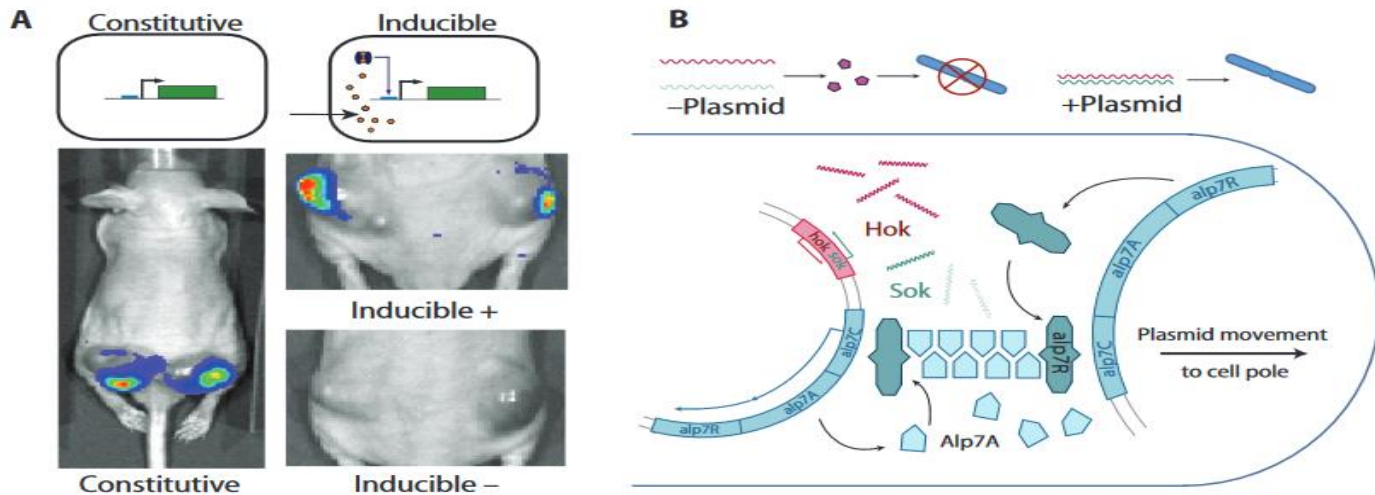 A
Constitutive
Inducible
Constitutive
Inducible +
Inducible –
B
–Plasmid
+Plasmid
Hok
hok sok
Sok
alp7C
alp7A
alp7R
Alp7A
alp7R
alp7R
alp7A
alp7C
Plasmid movement
to cell pole